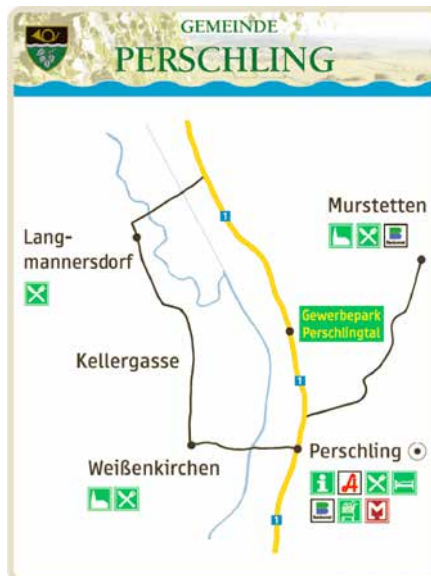 GEMEINDE
PERSCHLING
1
Murstetten
Lang-
mannersdorf
Gewerbepark
Perschlingtal
Kellergasse
1
Perschling
Weißenkirchen
i
A
M
1